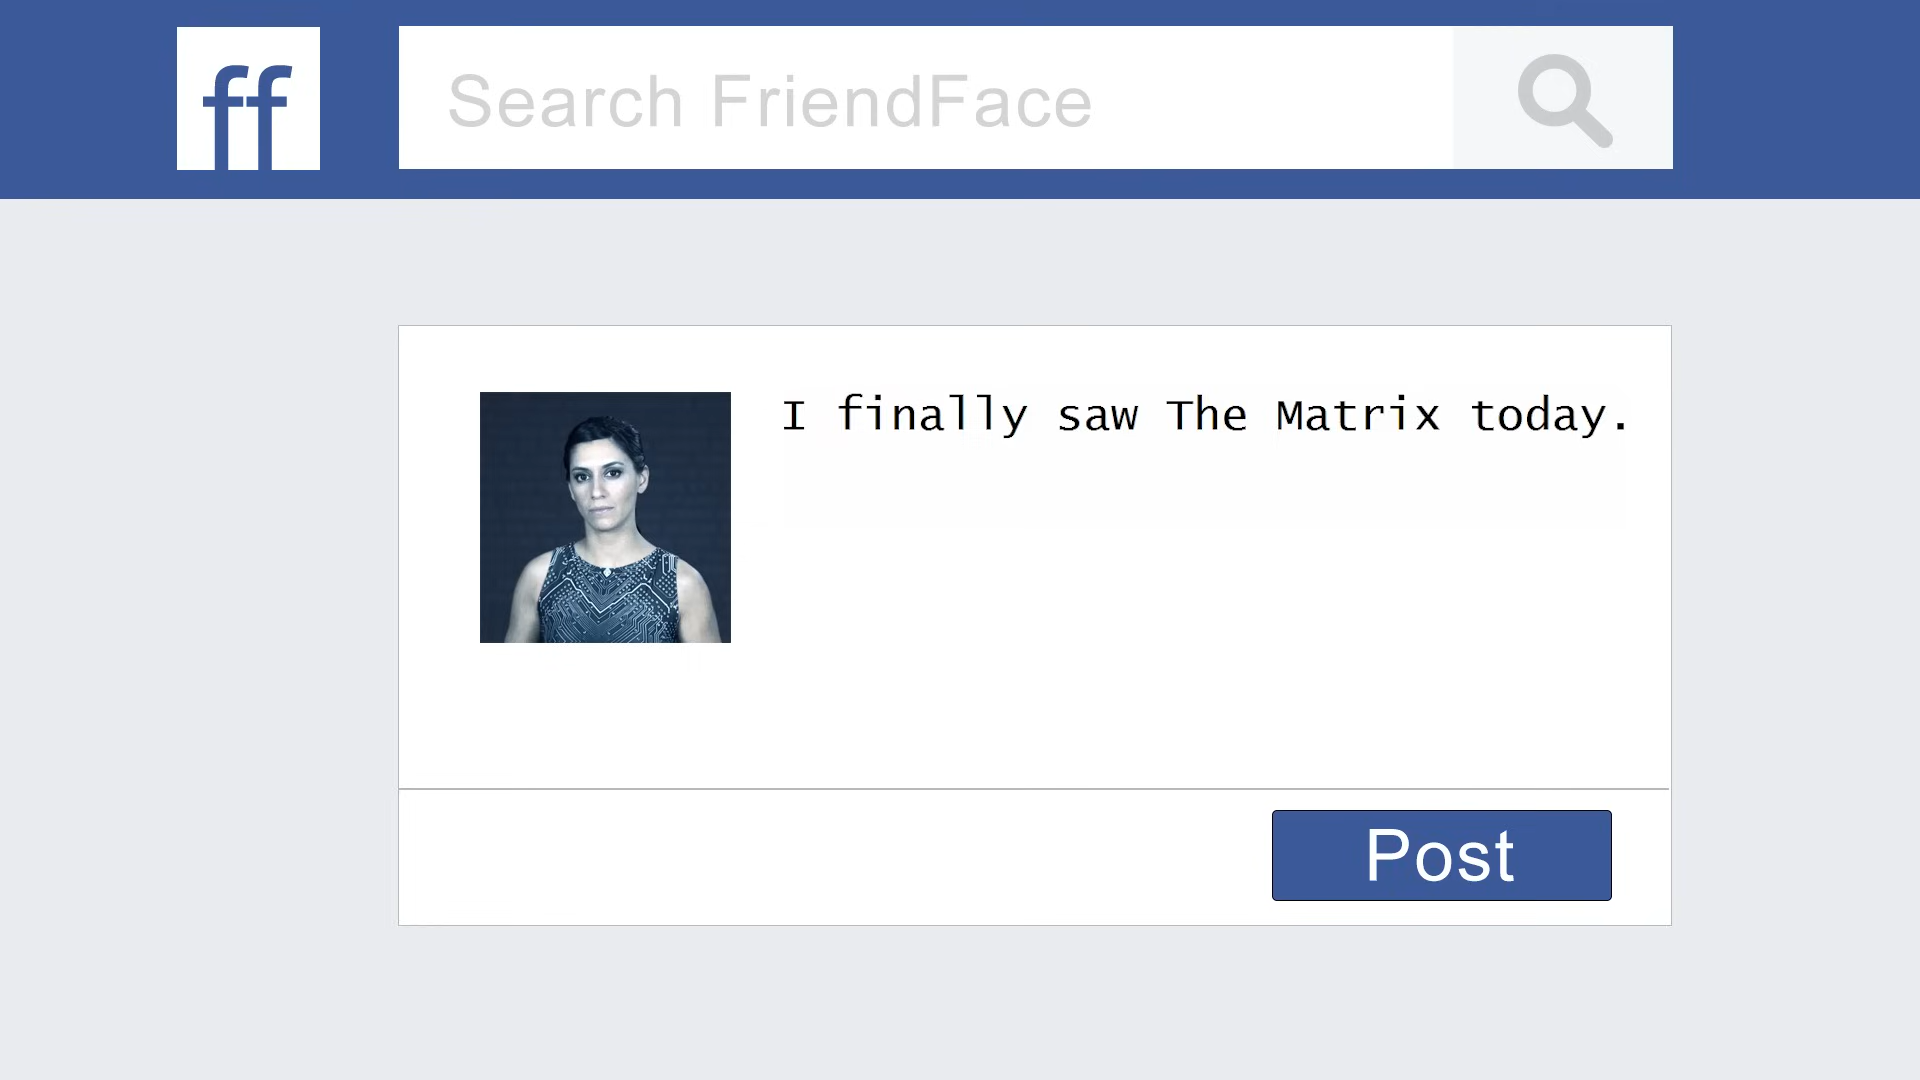 ff
Search FriendFace
I finally saw The Matrix today.
Post